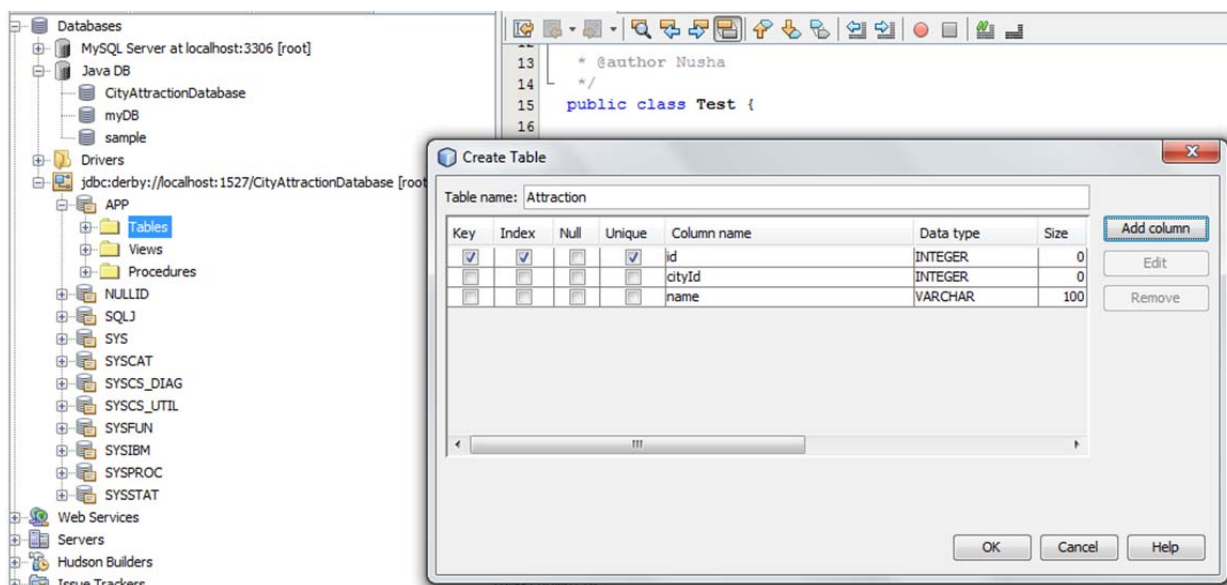 Databases
MySQL Server at localhost:3306 [root]
Java DB
CityAttractionDatabase
myDB
sample
Drivers
jdbc:derby://localhost:1527/CityAttractionDatabase [root
APP
Tables
Views
Procedures
NULLID
SQLJ
SYS
SYSCAT
SYSCS_DIAG
SYSCS_UTIL
SYSFUN
SYSIBM
SYSPROC
SYSSTAT
Web Services
Servers
Hudson Builders
Issue Trackers
12
13 * @author Nusha
14 */
15 public class Test {
16
Create Table
Table name: Attraction
Key Index Null Unique Column name Data type Size
id INTEGER 0
cityId INTEGER 0
name VARCHAR 100
Add column
Edit
Remove
OK Cancel Help